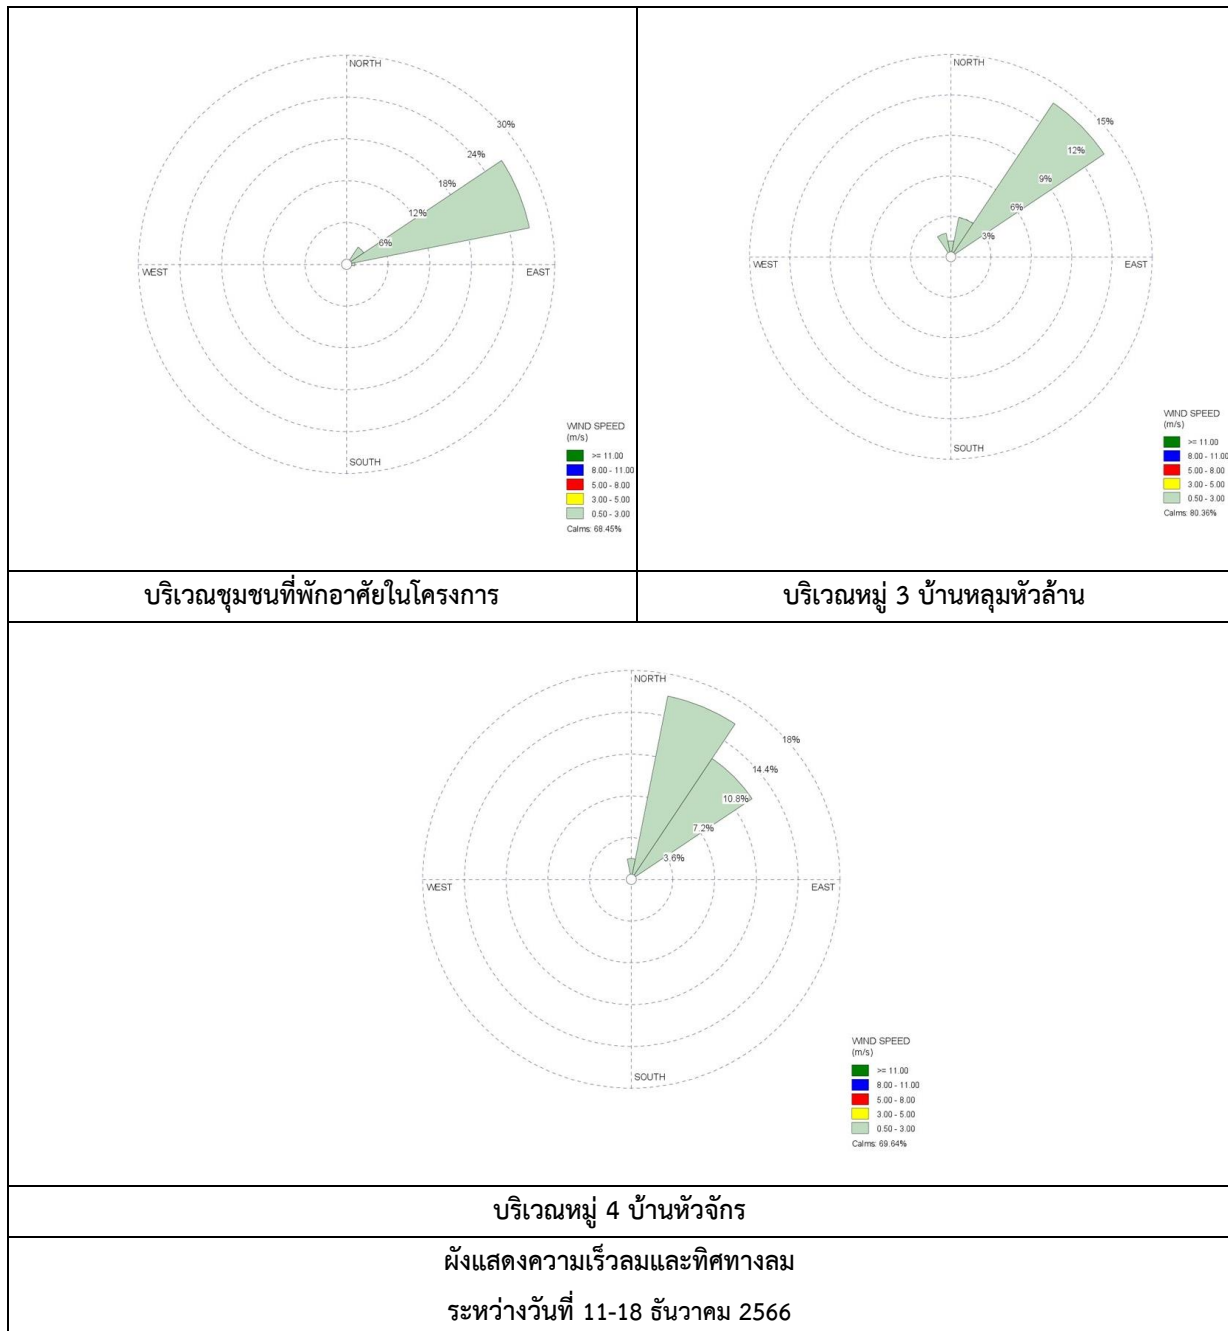 NORTH
30%
24%
18%
12%
6%
WEST
EAST
SOUTH
WIND SPEED
(m/s)
>= 11.00
8.00 - 11.00
5.00 - 8.00
3.00 - 5.00
0.50 - 3.00
Calms: 68.45%
NORTH
15%
12%
9%
6%
3%
WEST
EAST
SOUTH
WIND SPEED
(m/s)
>= 11.00
8.00 - 11.00
5.00 - 8.00
3.00 - 5.00
0.50 - 3.00
Calms: 80.36%
บริเวณชุมชนที่พักอาศัยในโครงการ
บริเวณหมู่ 3 บ้านหลุมหัวล้าน
NORTH
18%
14.4%
10.8%
7.2%
3.6%
WEST
EAST
SOUTH
WIND SPEED
(m/s)
>= 11.00
8.00 - 11.00
5.00 - 8.00
3.00 - 5.00
0.50 - 3.00
Calms: 69.64%
บริเวณหมู่ 4 บ้านหัวจักร
ผังแสดงความเร็วลมและทิศทางลม
ระหว่างวันที่ 11-18 ธันวาคม 2566